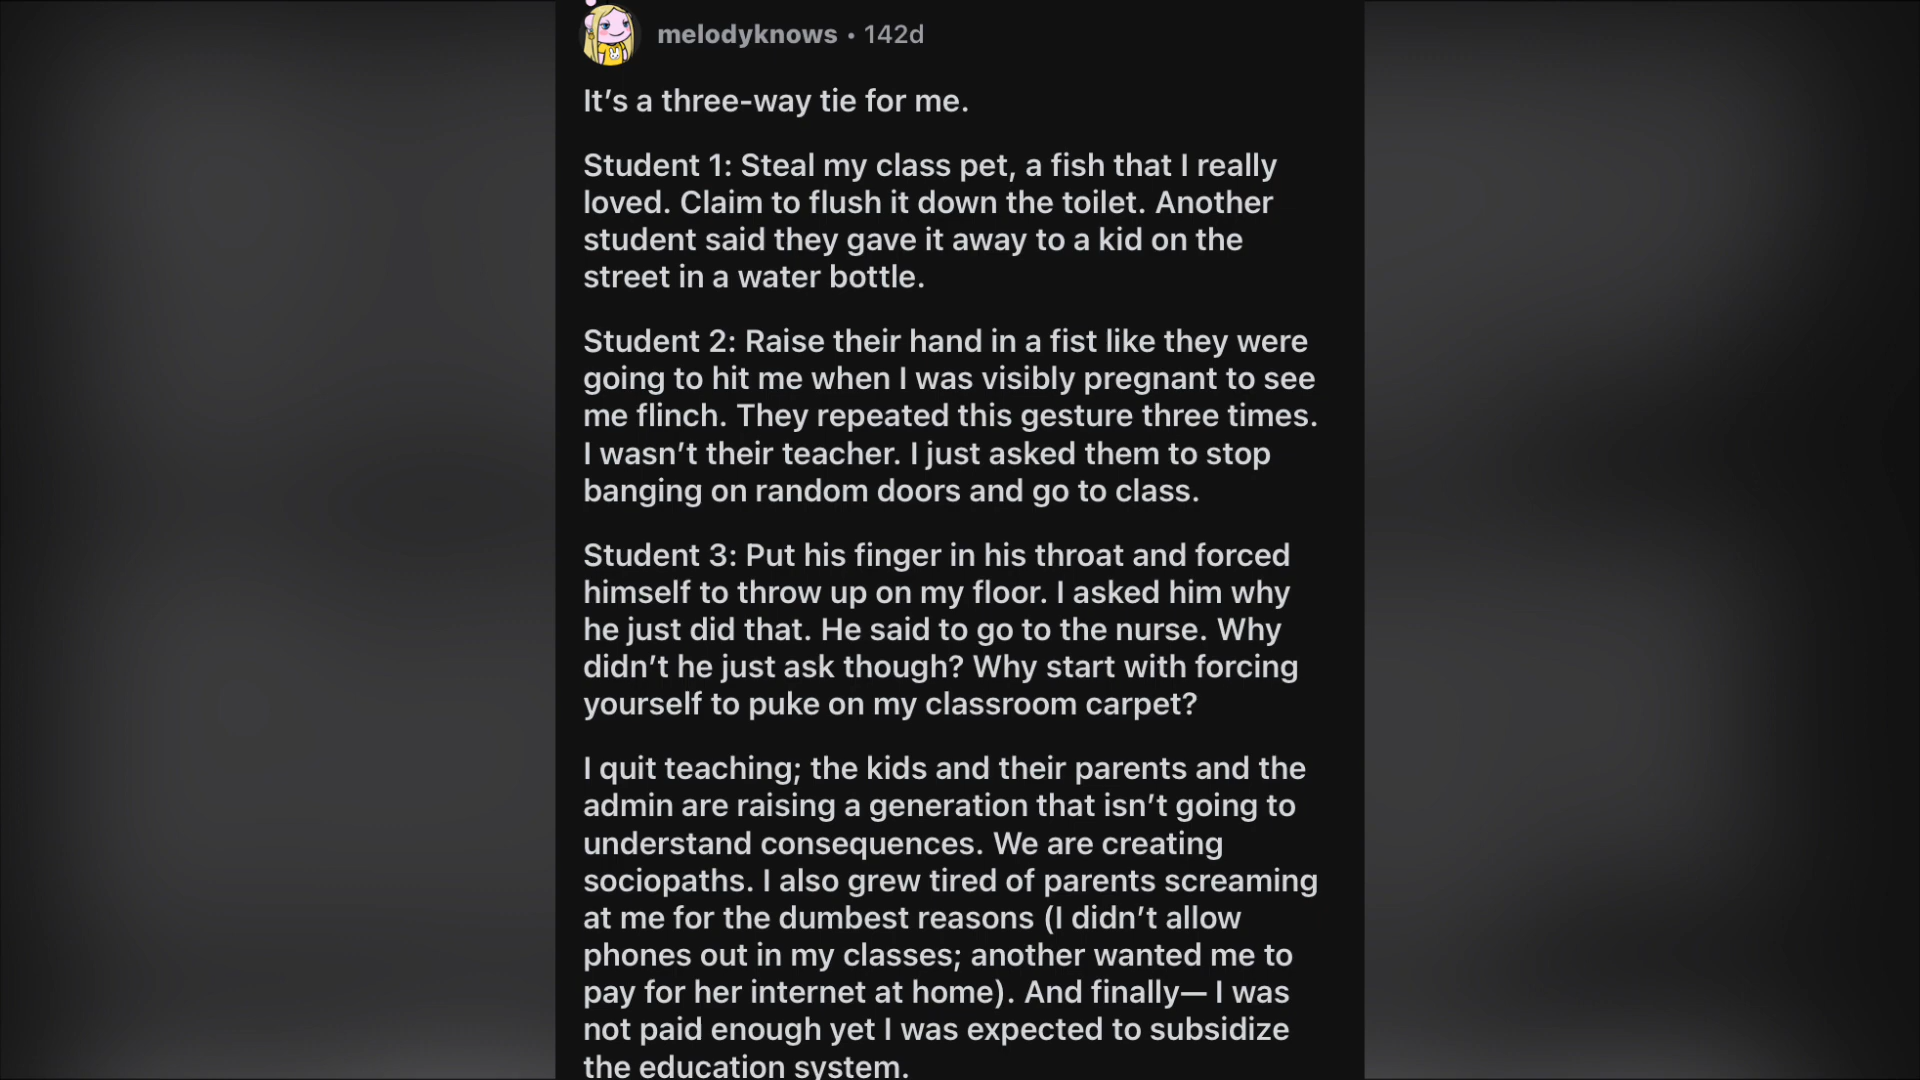 melodyknows • 142d
It’s a three-way tie for me.
Student 1: Steal my class pet, a fish that I really
loved. Claim to flush it down the toilet. Another
student said they gave it away to a kid on the
street in a water bottle.
Student 2: Raise their hand in a fist like they were
going to hit me when I was visibly pregnant to see
me flinch. They repeated this gesture three times.
I wasn’t their teacher. I just asked them to stop
banging on random doors and go to class.
Student 3: Put his finger in his throat and forced
himself to throw up on my floor. I asked him why
he just did that. He said to go to the nurse. Why
didn’t he just ask though? Why start with forcing
yourself to puke on my classroom carpet?
I quit teaching; the kids and their parents and the
admin are raising a generation that isn’t going to
understand consequences. We are creating
sociopaths. I also grew tired of parents screaming
at me for the dumbest reasons (I didn’t allow
phones out in my classes; another wanted me to
pay for her internet at home). And finally— I was
not paid enough yet I was expected to subsidize
the education system.